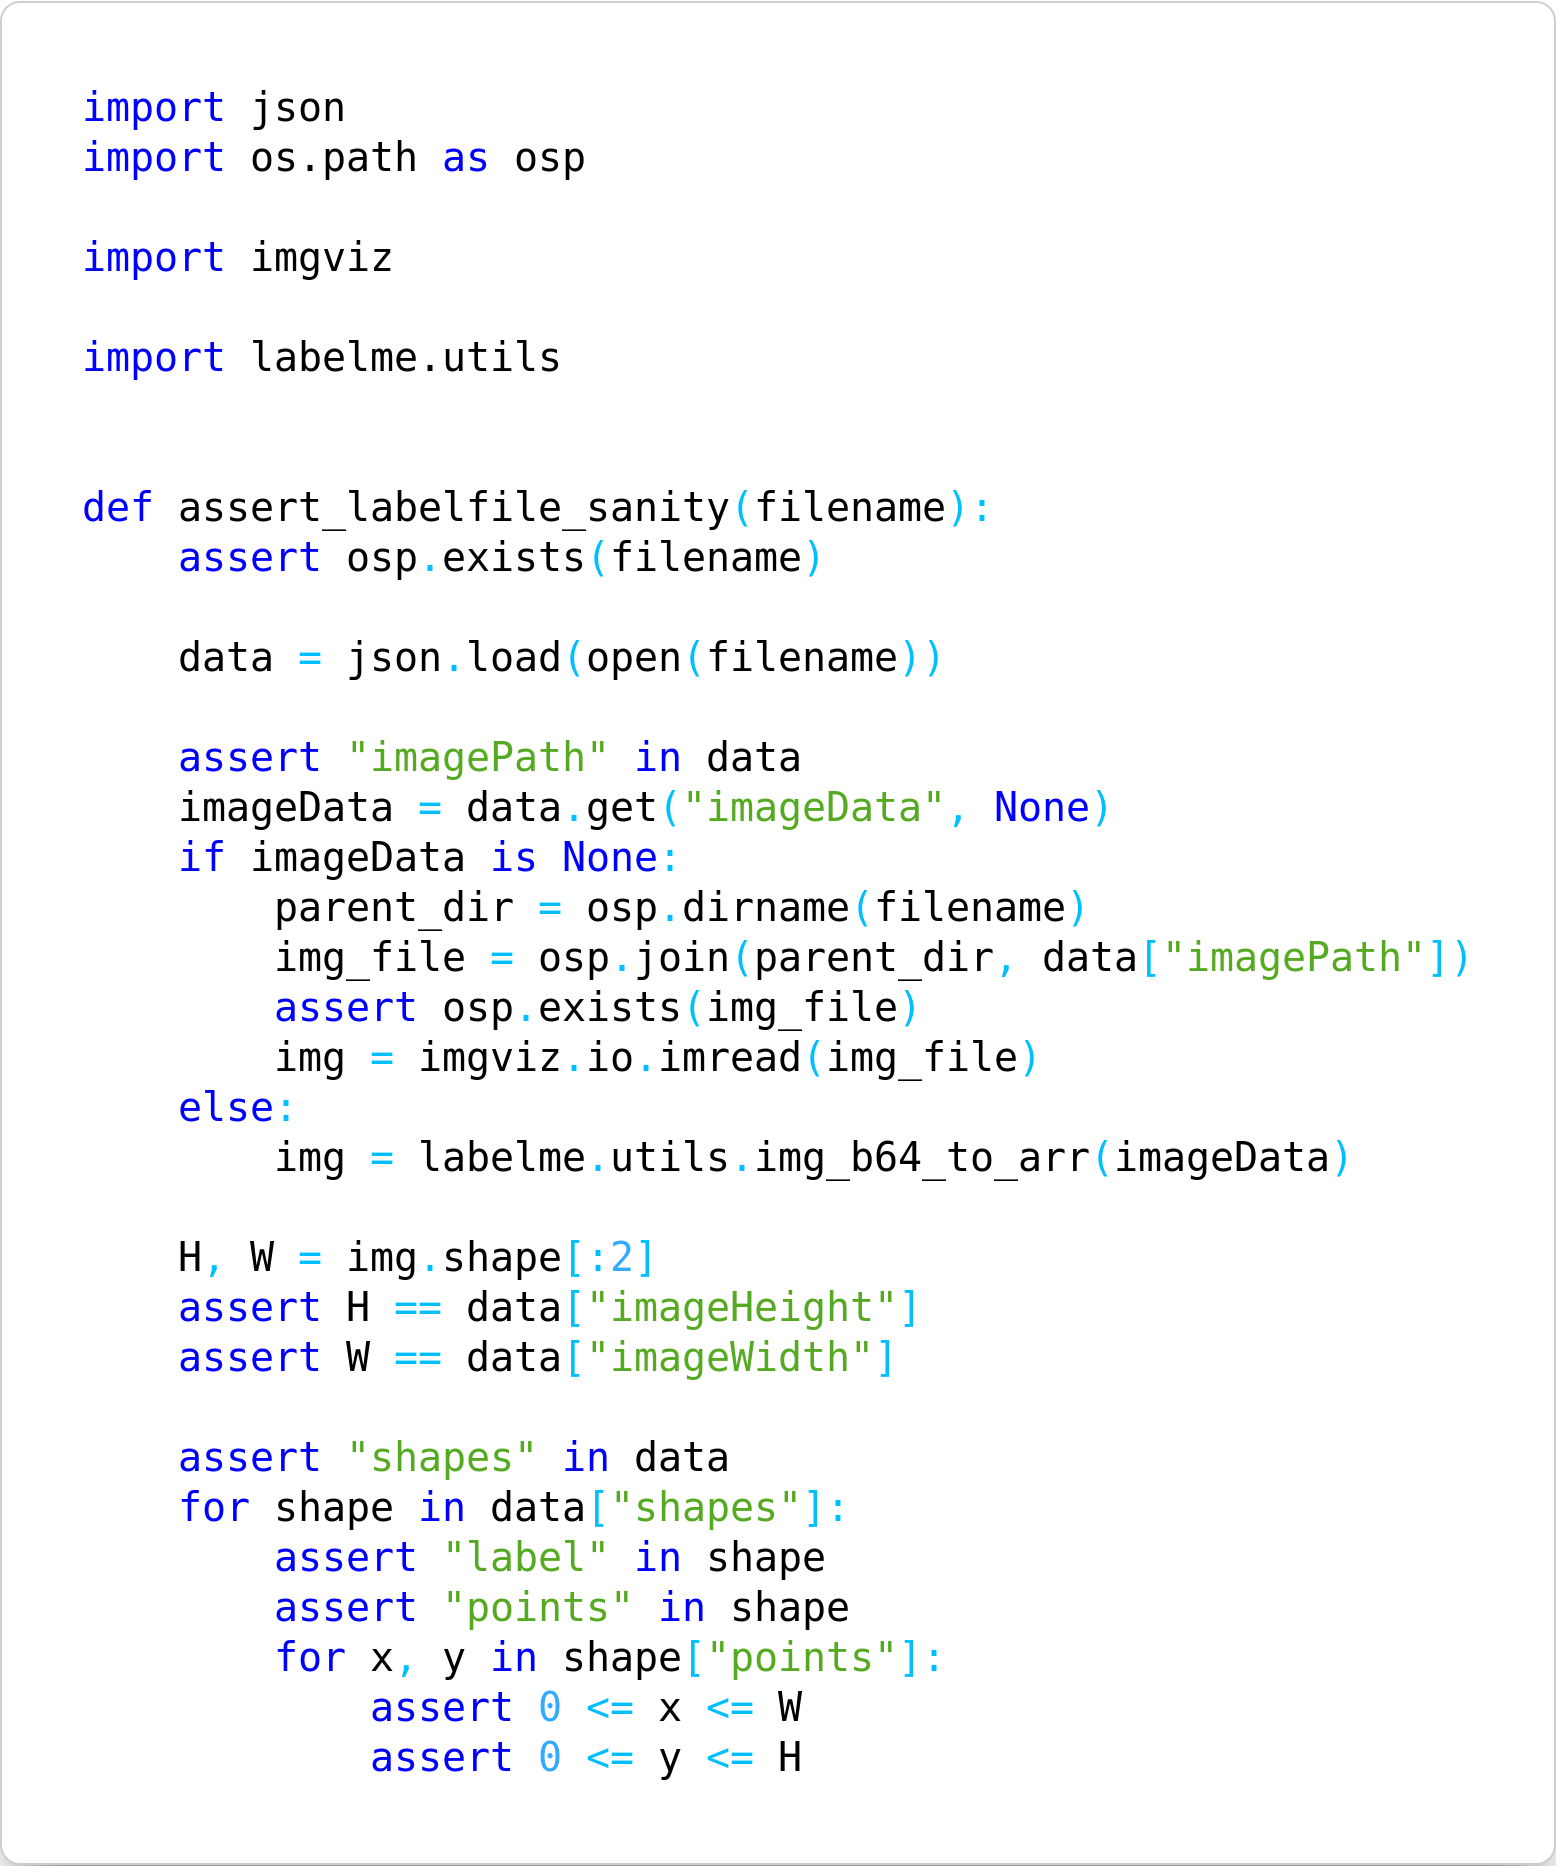 import json
import os.path as osp

import imgviz

import labelme.utils


def assert_labelfile_sanity(filename):
    assert osp.exists(filename)

    data = json.load(open(filename))

    assert "imagePath" in data
    imageData = data.get("imageData", None)
    if imageData is None:
        parent_dir = osp.dirname(filename)
        img_file = osp.join(parent_dir, data["imagePath"])
        assert osp.exists(img_file)
        img = imgviz.io.imread(img_file)
    else:
        img = labelme.utils.img_b64_to_arr(imageData)

    H, W = img.shape[:2]
    assert H == data["imageHeight"]
    assert W == data["imageWidth"]

    assert "shapes" in data
    for shape in data["shapes"]:
        assert "label" in shape
        assert "points" in shape
        for x, y in shape["points"]:
            assert 0 <= x <= W
            assert 0 <= y <= H